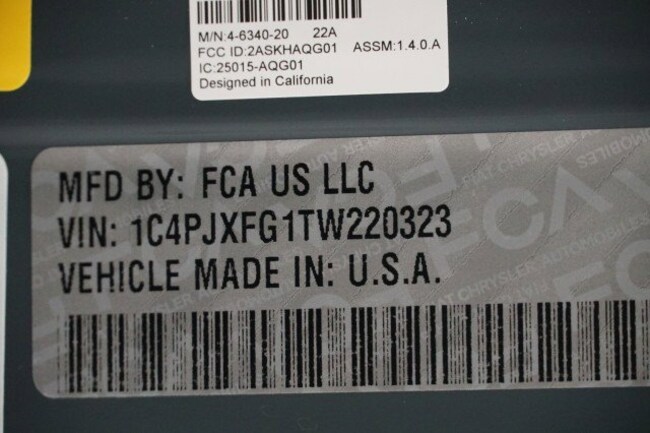 M/N:4-6340-20 22A
FCC ID:2ASKHAQG01 ASSM:1.4.0.A
IC:25015-AQG01
Designed in California
MFD BY: FCA US LLC
VIN: 1C4PJXFG1TW220323
VEHICLE MADE IN: U.S.A.